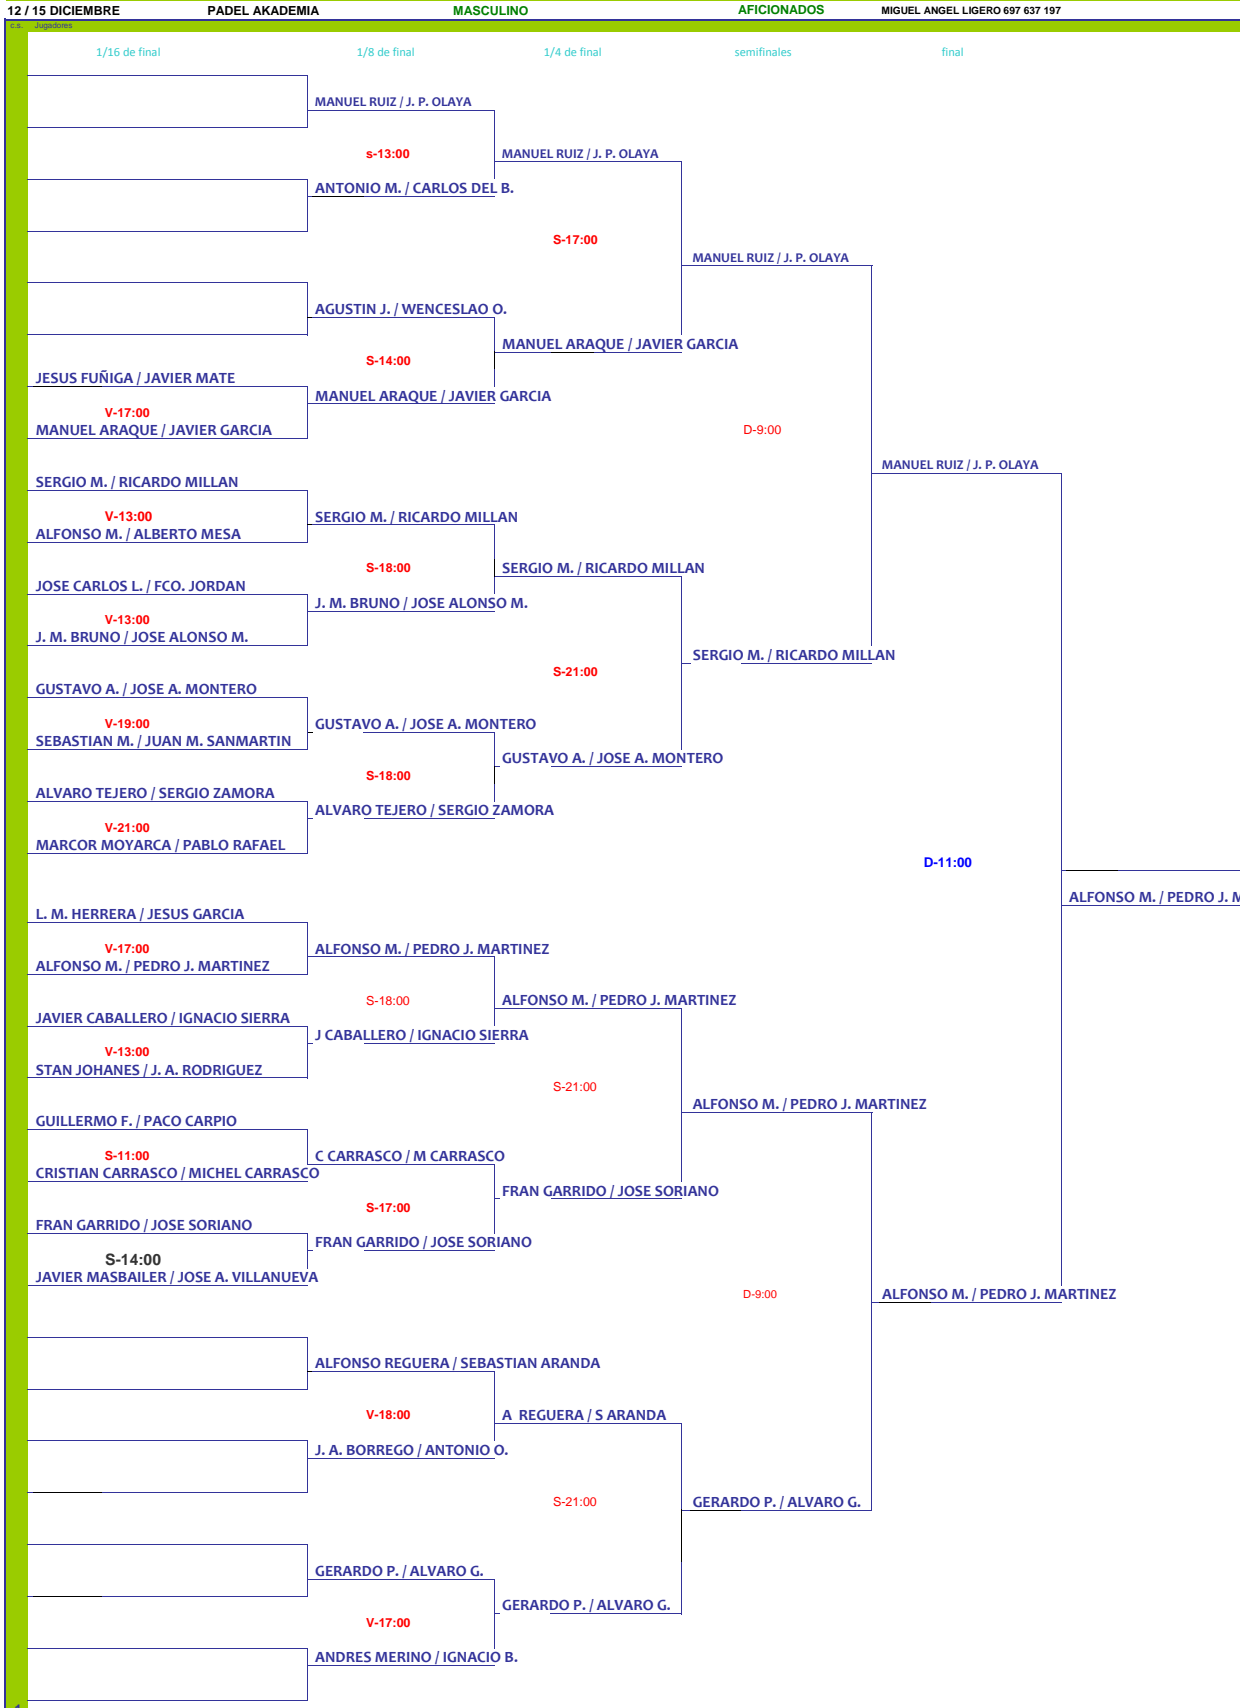 12 / 15 DICIEMBRE PADEL AKADEMIA MASCULINO AFICIONADOS MIGUEL ANGEL LIGERO 697 637 197
c.s. Jugadores
1/16 de final 1/8 de final 1/4 de final semifinales final
MANUEL RUIZ / J. P. OLAYA
s-13:00 MANUEL RUIZ / J. P. OLAYA
ANTONIO M. / CARLOS DEL B.
S-17:00
MANUEL RUIZ / J. P. OLAYA
AGUSTIN J. / WENCESLAO O.
MANUEL ARAQUE / JAVIER GARCIA
S-14:00
JESUS FUÑIGA / JAVIER MATE
MANUEL ARAQUE / JAVIER GARCIA
V-17:00
MANUEL ARAQUE / JAVIER GARCIA D-9:00
MANUEL RUIZ / J. P. OLAYA
SERGIO M. / RICARDO MILLAN
V-13:00 SERGIO M. / RICARDO MILLAN
ALFONSO M. / ALBERTO MESA
S-18:00 SERGIO M. / RICARDO MILLAN
JOSE CARLOS L. / FCO. JORDAN
J. M. BRUNO / JOSE ALONSO M.
V-13:00
J. M. BRUNO / JOSE ALONSO M.
SERGIO M. / RICARDO MILLAN
S-21:00
GUSTAVO A. / JOSE A. MONTERO
V-19:00 GUSTAVO A. / JOSE A. MONTERO
SEBASTIAN M. / JUAN M. SANMARTIN
GUSTAVO A. / JOSE A. MONTERO
S-18:00
ALVARO TEJERO / SERGIO ZAMORA
ALVARO TEJERO / SERGIO ZAMORA
V-21:00
MARCOR MOYARCA / PABLO RAFAEL
D-11:00
ALFONSO M. / PEDRO J. M
L. M. HERRERA / JESUS GARCIA
V-17:00 ALFONSO M. / PEDRO J. MARTINEZ
ALFONSO M. / PEDRO J. MARTINEZ
S-18:00 ALFONSO M. / PEDRO J. MARTINEZ
JAVIER CABALLERO / IGNACIO SIERRA
J CABALLERO / IGNACIO SIERRA
V-13:00
STAN JOHANES / J. A. RODRIGUEZ
S-21:00
ALFONSO M. / PEDRO J. MARTINEZ
GUILLERMO F. / PACO CARPIO
S-11:00 C CARRASCO / M CARRASCO
CRISTIAN CARRASCO / MICHEL CARRASCO
FRAN GARRIDO / JOSE SORIANO
S-17:00
FRAN GARRIDO / JOSE SORIANO
FRAN GARRIDO / JOSE SORIANO
S-14:00
JAVIER MASBAILER / JOSE A. VILLANUEVA
D-9:00 ALFONSO M. / PEDRO J. MARTINEZ
ALFONSO REGUERA / SEBASTIAN ARANDA
V-18:00 A REGUERA / S ARANDA
J. A. BORREGO / ANTONIO O.
S-21:00 GERARDO P. / ALVARO G.
GERARDO P. / ALVARO G.
GERARDO P. / ALVARO G.
V-17:00
ANDRES MERINO / IGNACIO B.